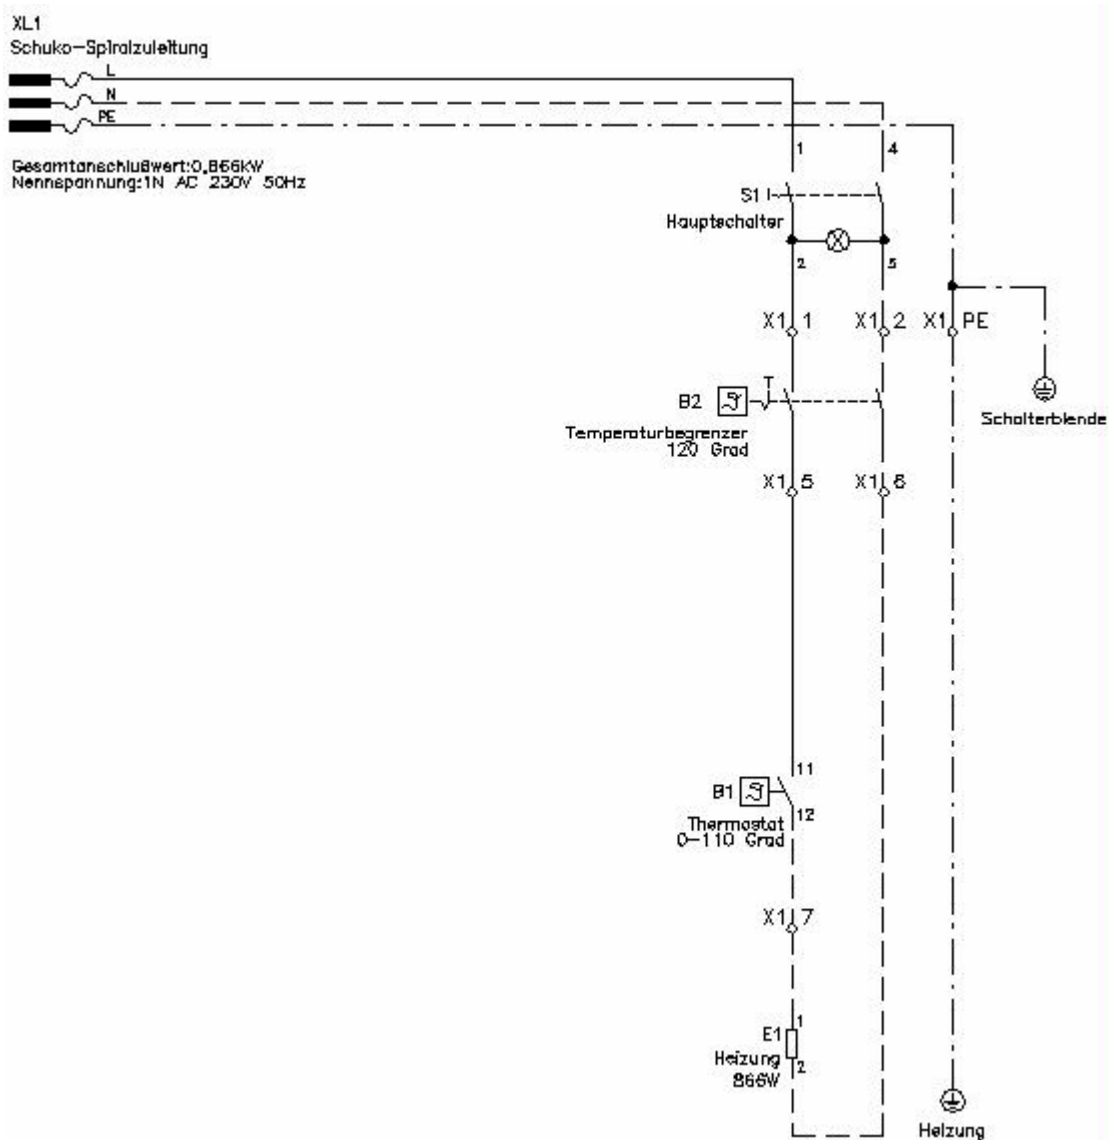 XL1
Schuko-Spiralzuleitung
L
N
PE
Gesamtanschlußwert:0,866kW
Nennspannung:1N AC 230V 50Hz
1 4
S1
Hauptschalter
2 5
X1 1 X1 2 X1 PE
T
B2
Temperaturbegrenzer
120 Grad
Schalterblende
X1 5 X1 6
11
B1
12
Thermostat
0-110 Grad
X1 7
1
E1
Heizung
2
866W
Heizung